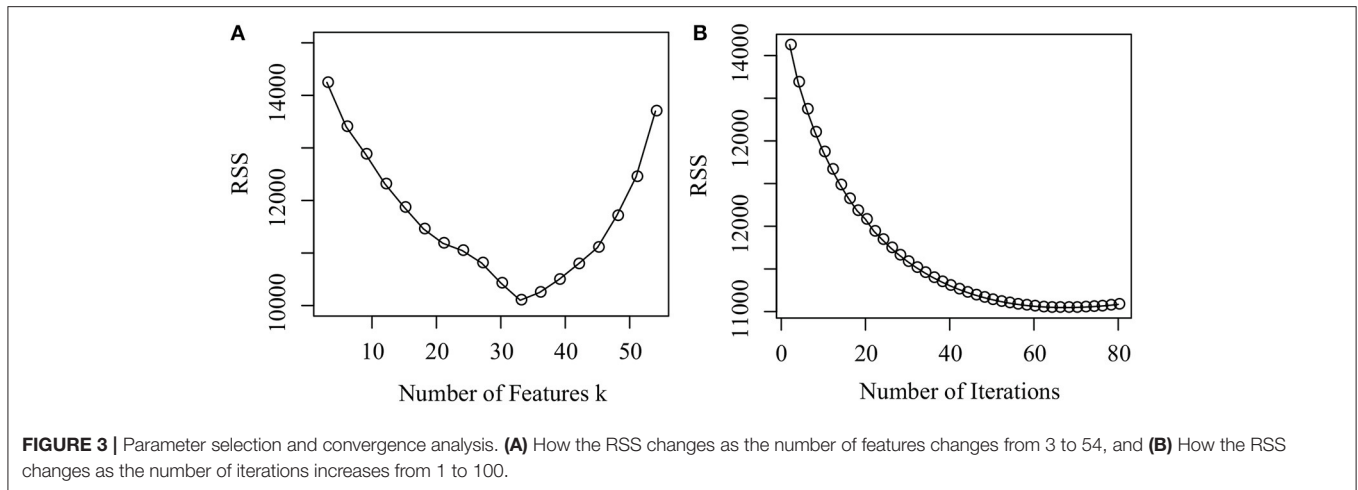 A
B
RSS
14000
12000
10000
10
20
30
40
50
Number of Features k
RSS
14000
12000
12000
11000
0
20
40
60
80
Number of Iterations
FIGURE 3 | Parameter selection and convergence analysis. (A) How the RSS changes as the number of features changes from 3 to 54, and (B) How the RSS
changes as the number of iterations increases from 1 to 100.